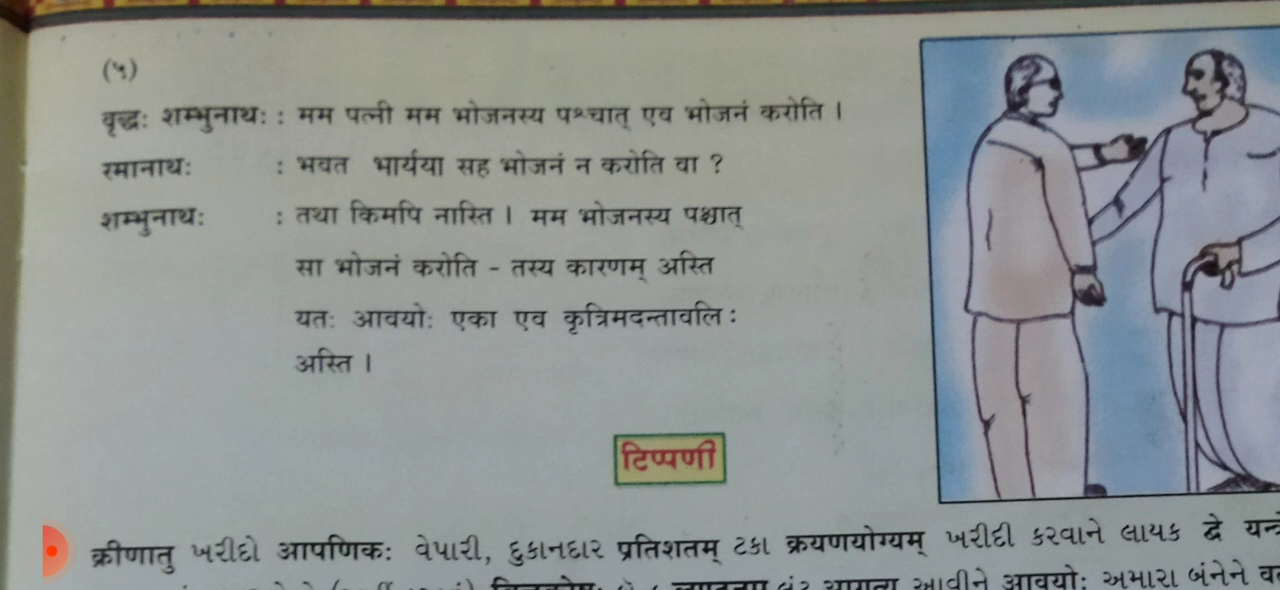 (५)
वृद्धः शम्भुनाथः : मम पत्नी मम भोजनस्य पश्चात् एव भोजनं करोति ।
रमानाथः : भवत भार्यया सह भोजनं न करोति वा ?
शम्भुनाथः : तथा किमपि नास्ति । मम भोजनस्य पश्चात्
सा भोजनं करोति - तस्य कारणम् अस्ति
यतः आवयोः एका एव कृत्रिमदन्तावलिः
अस्ति ।
टिप्पणी
क्रीणातु ખરીદો आपणिकः વેપારી, દુકાનદાર प्रतिशतम् ટકા क्रयणयोग्यम् ખરીદી કરવાને લાયક द्वे
आगत्य આવીને आवयोः અમારા બંનેને